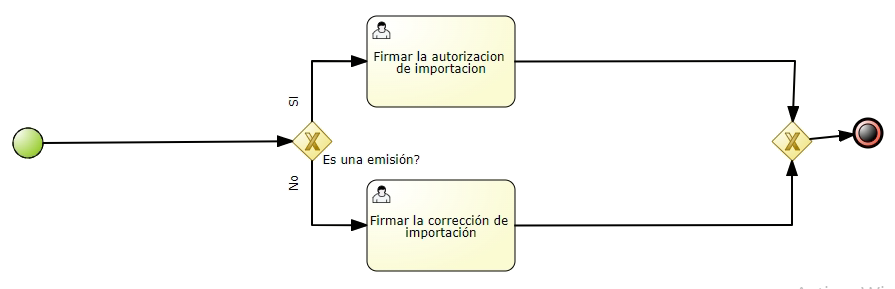 Firmar la autorizacion
de importacion
SI
Es una emisión?
No
Firmar la corrección de
importación